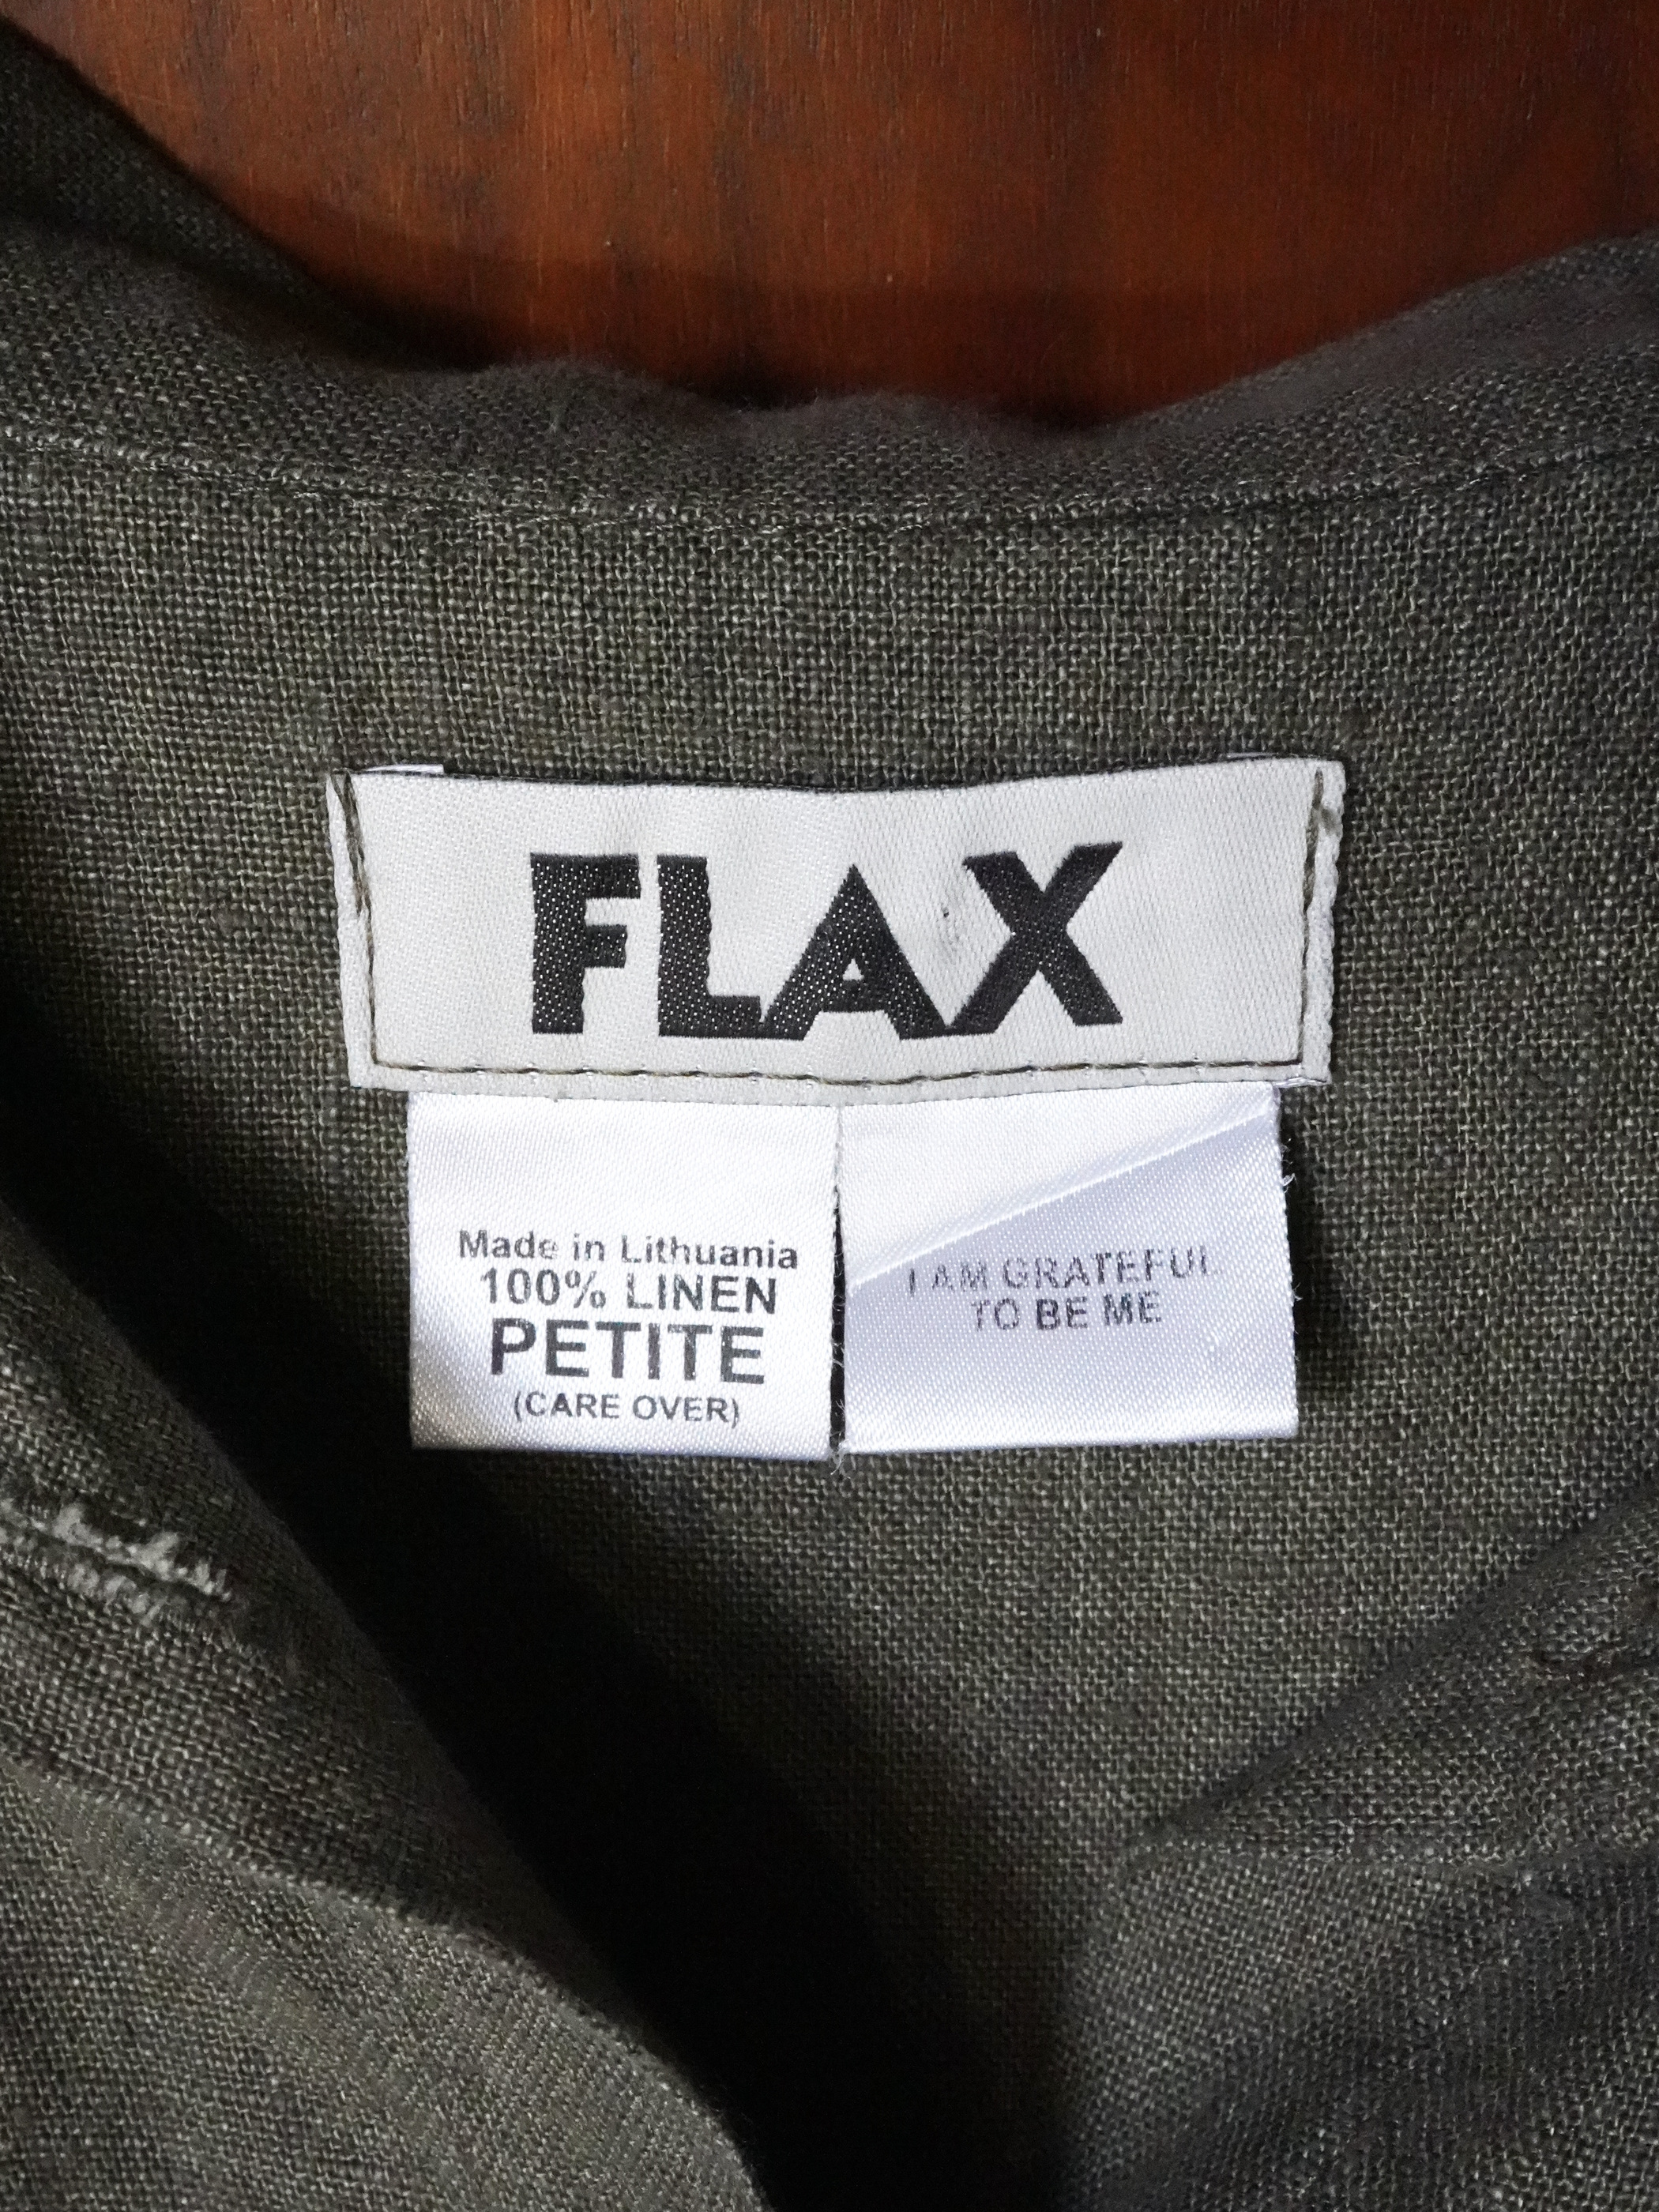 FLAX
Made in Lithuania
100% LINEN
PETITE
(CARE OVER)
I AM GRATEFUL
TO BE ME